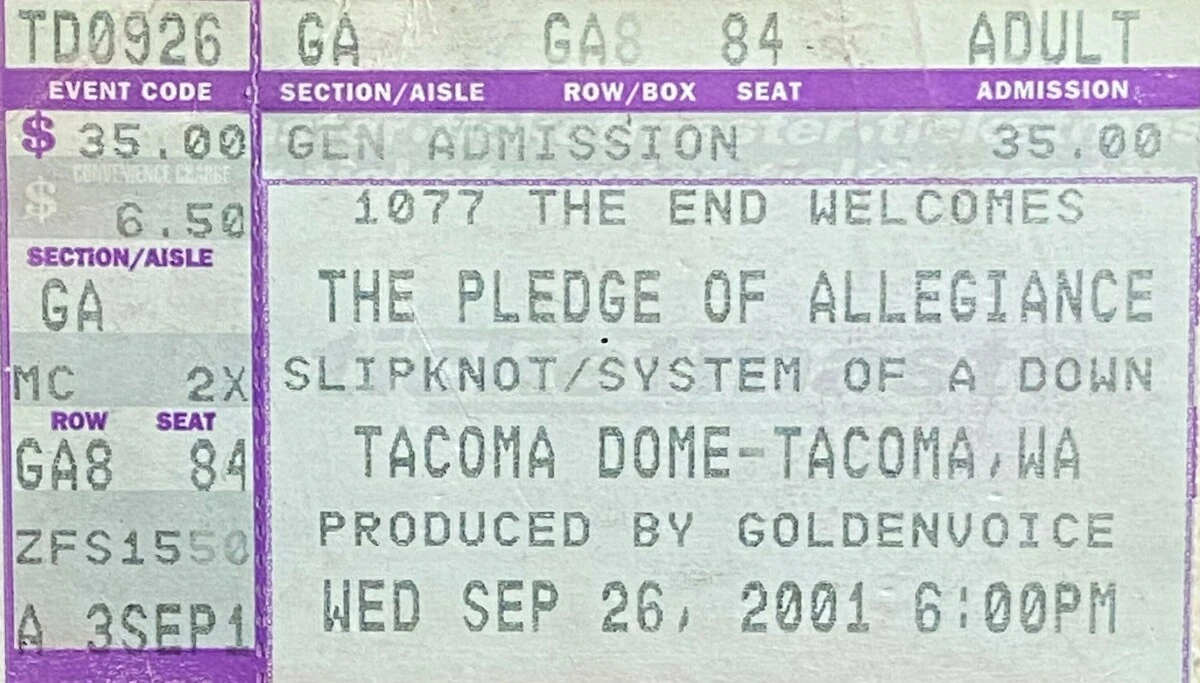 TD0926 GA GA8 84 ADULT
EVENT CODE SECTION/AISLE ROW/BOX SEAT ADMISSION
$ 35.00 GEN ADMISSION 35.00
CONVENIENCE CHARGE
$ 6.50
SECTION/AISLE
GA
MC 2X
ROW SEAT
GA8 84
ZFS1550
A 3SEP1
1077 THE END WELCOMES
THE PLEDGE OF ALLEGIANCE
SLIPKNOT/SYSTEM OF A DOWN
TACOMA DOME-TACOMA,WA
PRODUCED BY GOLDENVOICE
WED SEP 26, 2001 6:00PM